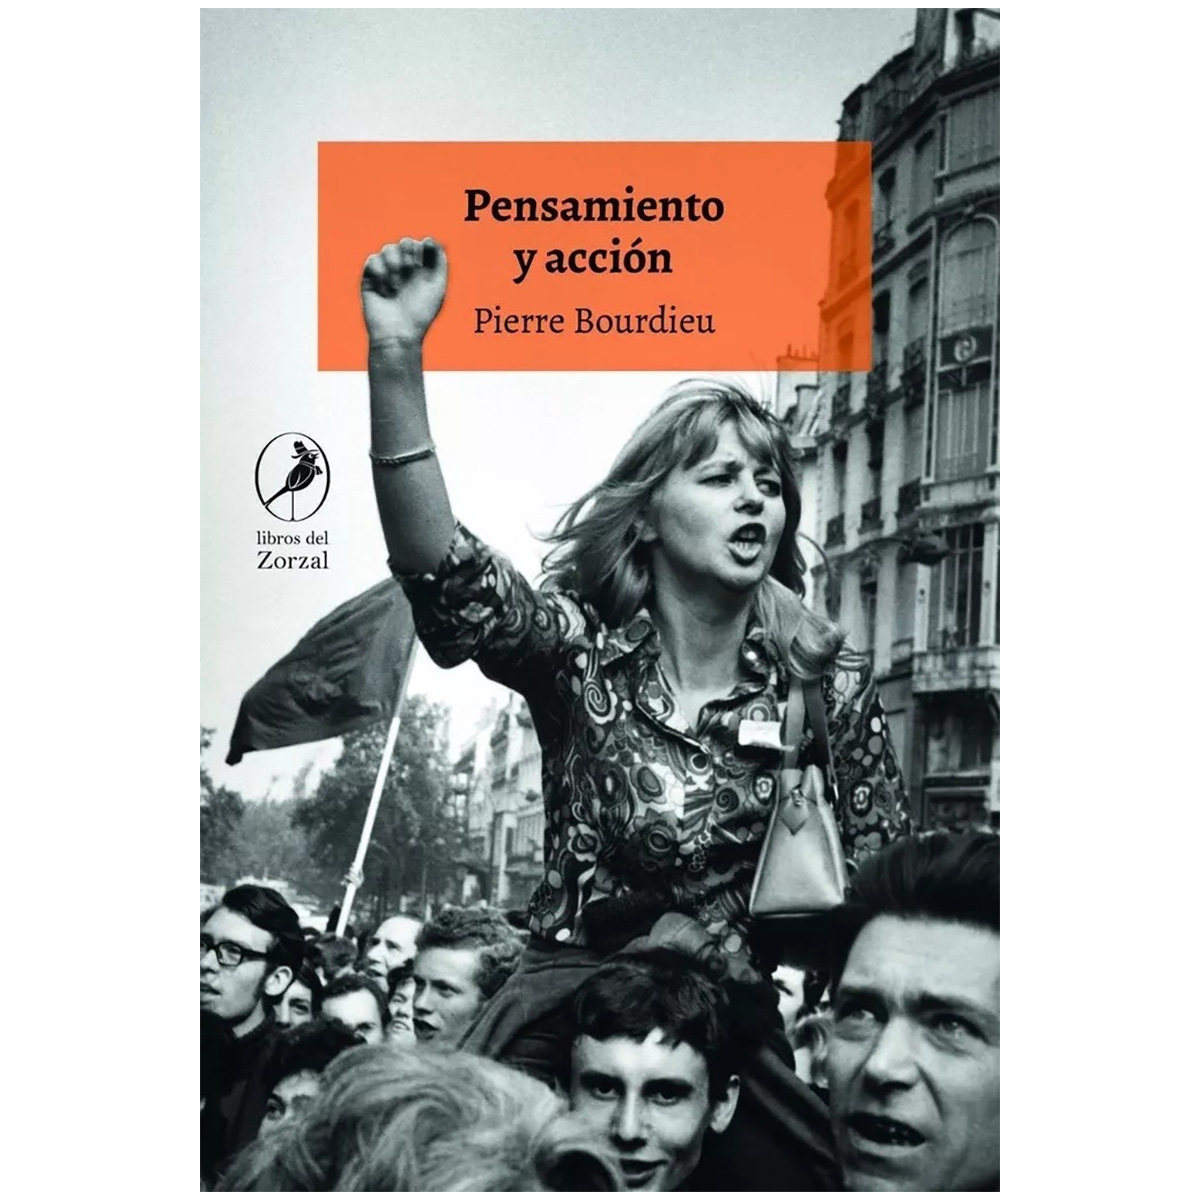 Pensamiento
y acción
Pierre Bourdieu
libros del
Zorzal